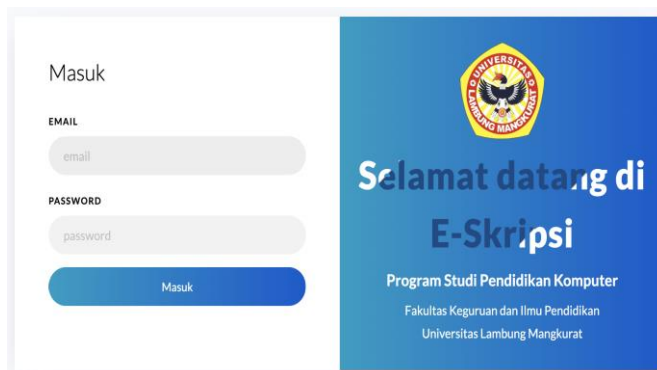 Masuk
EMAIL
email
PASSWORD
password
Masuk
UNIVERSITAS
LAMBUNG MANGKURAT
Selamat datang di
E-Skripsi
Program Studi Pendidikan Komputer
Fakultas Keguruan dan Ilmu Pendidikan
Universitas Lambung Mangkurat